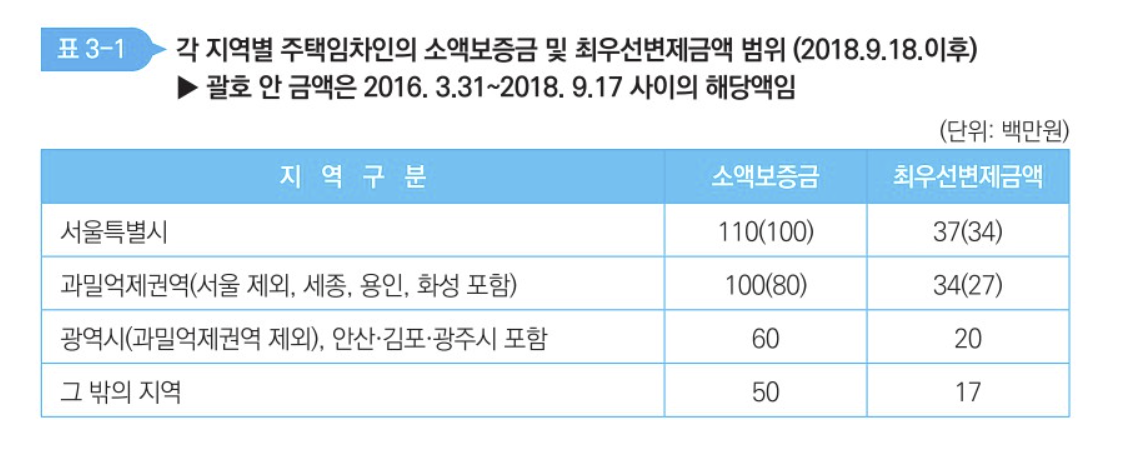 표 3-1 각 지역별 주택임차인의 소액보증금 및 최우선변제금액 범위 (2018.9.18.이후)
▶ 괄호 안 금액은 2016. 3.31~2018. 9.17 사이의 해당액임
(단위: 백만원)
지 역 구 분 소액보증금 최우선변제금액
서울특별시 110(100) 37(34)
과밀억제권역(서울 제외, 세종, 용인, 화성 포함) 100(80) 34(27)
광역시(과밀억제권역 제외), 안산·김포·광주시 포함 60 20
그 밖의 지역 50 17